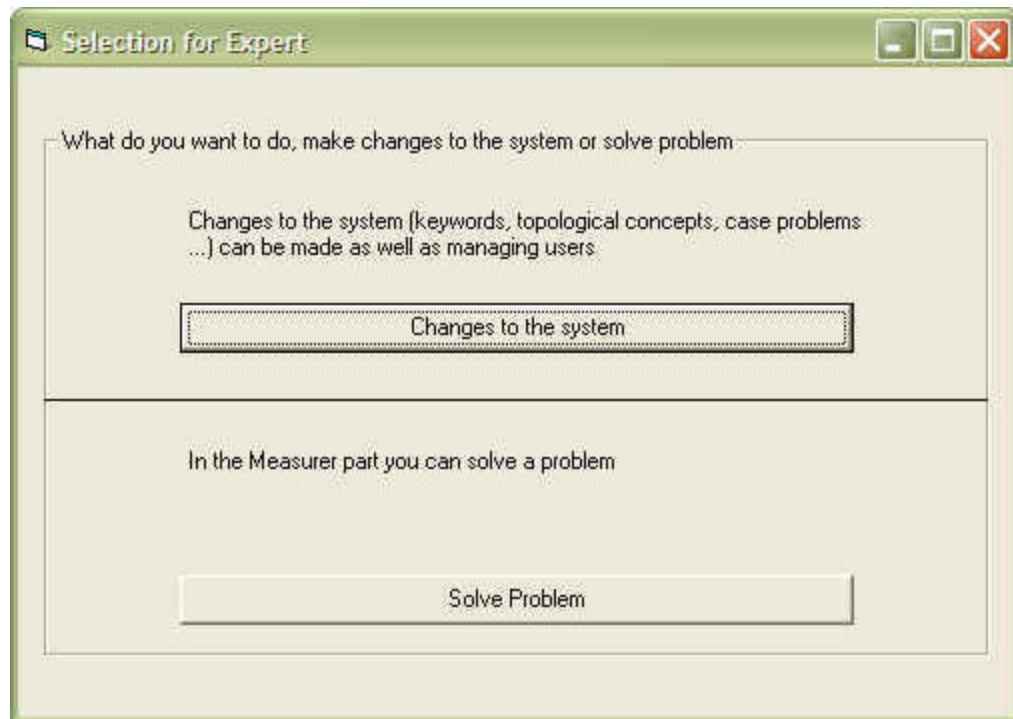 Selection for Expert
What do you want to do, make changes to the system or solve problem
Changes to the system (keywords, topological concepts, case problems
...) can be made as well as managing users
Changes to the system
In the Measurer part you can solve a problem
Solve Problem